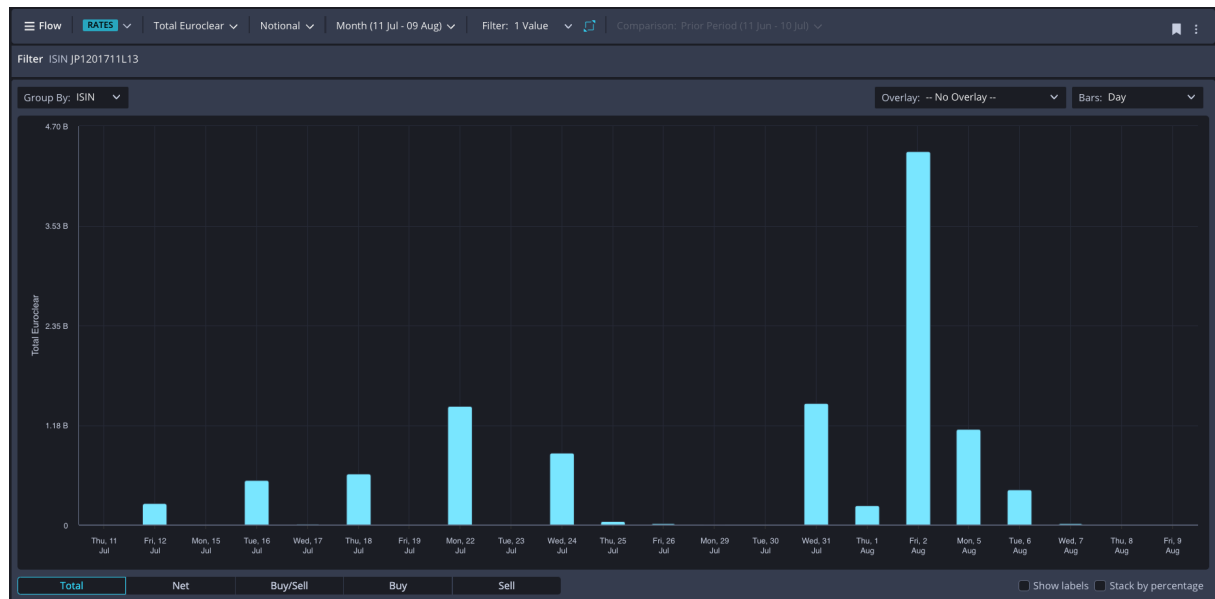 Flow RATES Total Euroclear Notional Month (11 Jul - 09 Aug) Filter: 1 Value Comparison: Prior Period (11 Jun - 10 Jul)
Filter ISIN JP1201711L13
Group By: ISIN Overlay: -- No Overlay -- Bars: Day
4.70 B
3.53 B
2.35 B
1.18 B
0
Total Euroclear
Thu, 11 Fri, 12 Mon, 15 Tue, 16 Wed, 17 Thu, 18 Fri, 19 Mon, 22 Tue, 23 Wed, 24 Thu, 25 Fri, 26 Mon, 29 Tue, 30 Wed, 31 Thu, 1 Fri, 2 Mon, 5 Tue, 6 Wed, 7 Thu, 8 Fri, 9
Jul Jul Jul Jul Jul Jul Jul Jul Jul Jul Jul Jul Jul Jul Jul Aug Aug Aug Aug Aug Aug Aug
Total Net Buy/Sell Buy Sell Show labels Stack by percentage